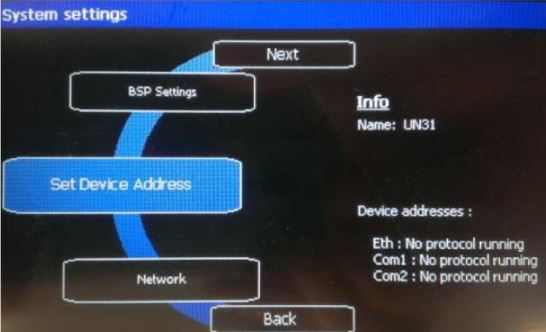 System settings
Next
BSP Settings
Info
Name: UN31
Set Device Address
Device addresses :
Eth : No protocol running
Com1 : No protocol running
Com2 : No protocol running
Network
Back